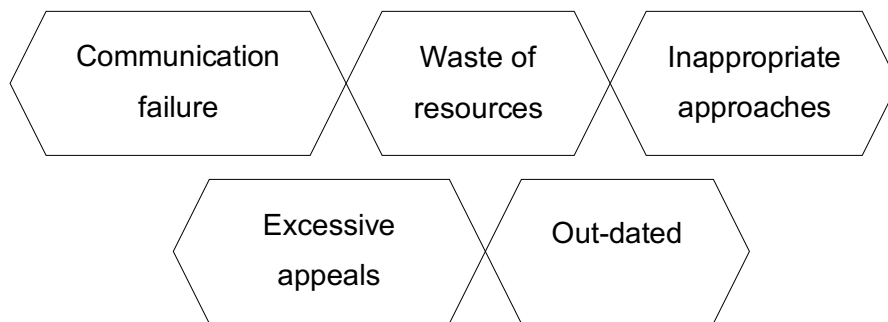 Communication
failure
Waste of
resources
Inappropriate
approaches
Excessive
appeals
Out-dated